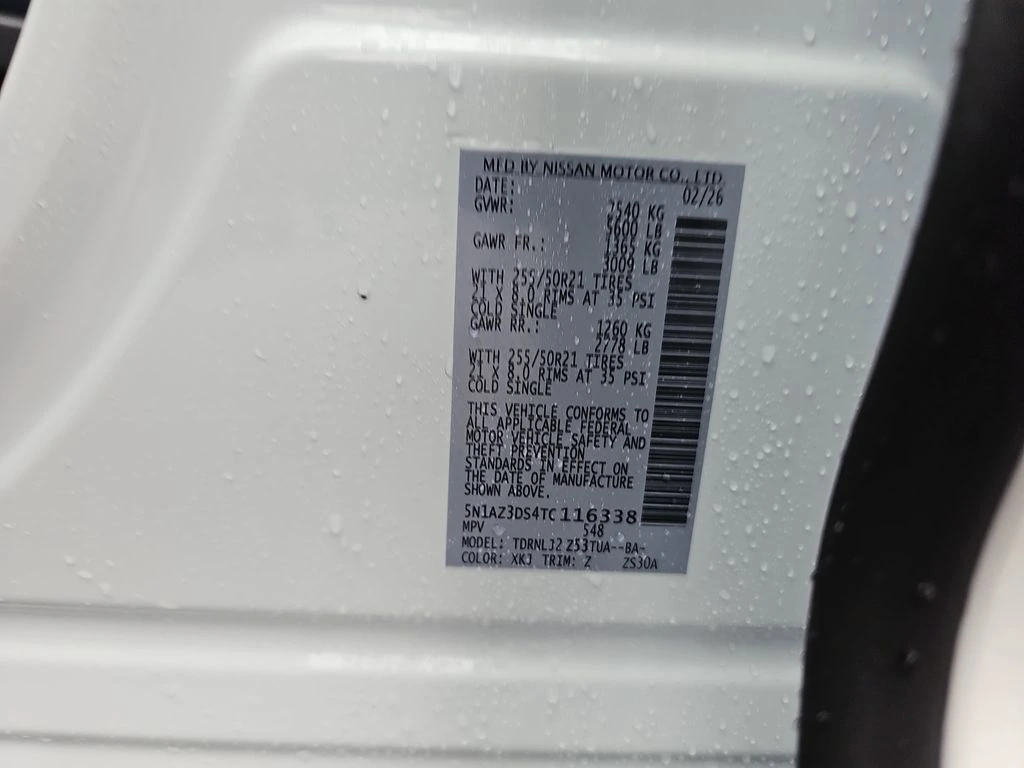 MFD BY NISSAN MOTOR CO., LTD.
DATE: 02/26
GVWR: 2540 KG
5600 LB
GAWR FR.: 1365 KG
3009 LB
WITH 255/50R21 TIRES
21 X 8.0 RIMS AT 35 PSI
COLD SINGLE
GAWR RR.: 1260 KG
2778 LB
WITH 255/50R21 TIRES
21 X 8.0 RIMS AT 35 PSI
COLD SINGLE
THIS VEHICLE CONFORMS TO
ALL APPLICABLE FEDERAL
MOTOR VEHICLE SAFETY AND
THEFT PREVENTION
STANDARDS IN EFFECT ON
THE DATE OF MANUFACTURE
SHOWN ABOVE.
5N1AZ3DS4TC116338
MPV 548
MODEL: TDRNLJ2 Z53TUA--BA-
COLOR: XKJ TRIM: Z ZS30A